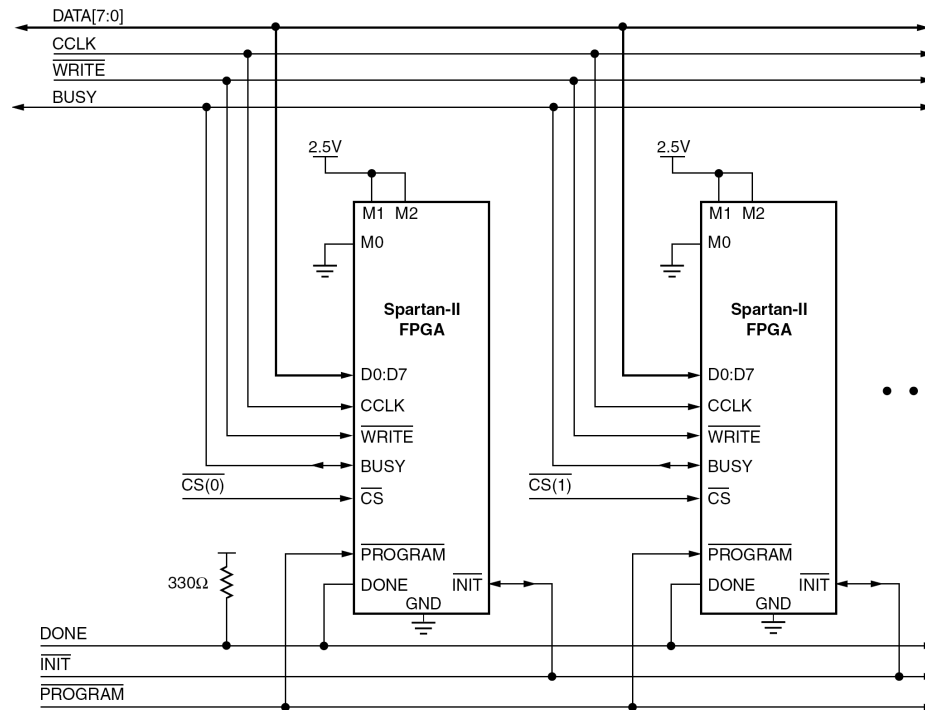 DATA[7:0]
CCLK
WRITE
BUSY
2.5V
M1 M2
M0
Spartan-II
FPGA
D0:D7
CCLK
WRITE
BUSY
CS(0)
CS
PROGRAM
DONE INIT
GND
330Ω
2.5V
M1 M2
M0
Spartan-II
FPGA
D0:D7
CCLK
WRITE
BUSY
CS(1)
CS
PROGRAM
DONE INIT
GND
DONE
INIT
PROGRAM